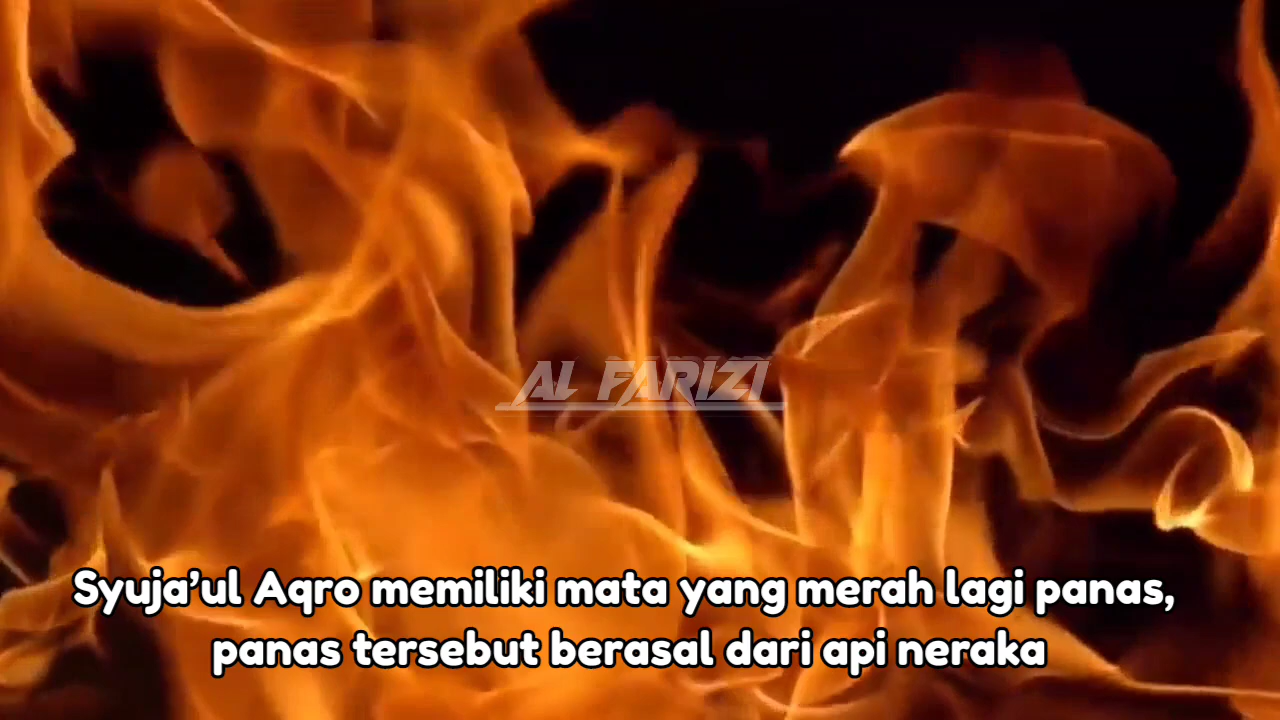 AL FARIZI
Syuja’ul Aqro memiliki mata yang merah lagi panas,
panas tersebut berasal dari api neraka